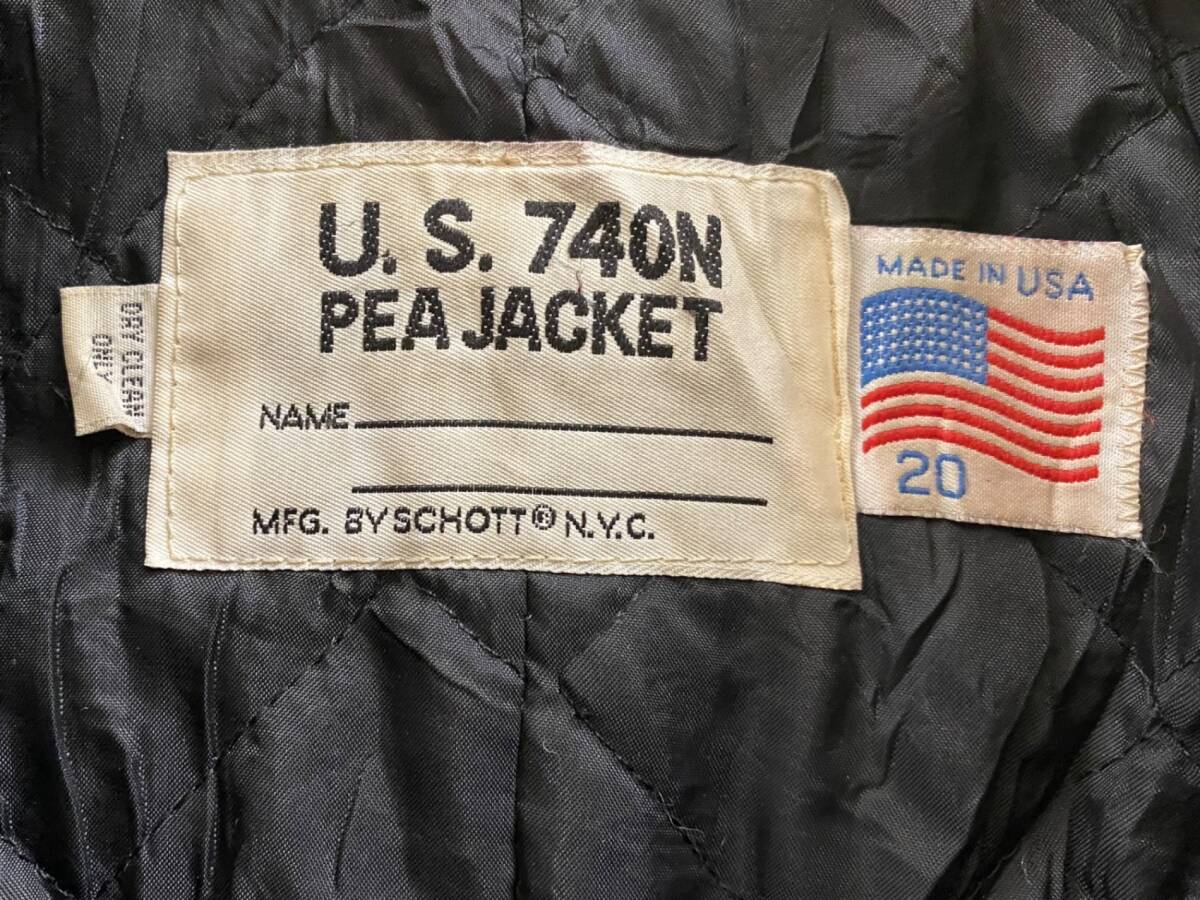 U. S. 740N
PEA JACKET
NAME
MFG. BY SCHOTT® N.Y.C.
MADE IN USA
20
DRY CLEAN
ONLY